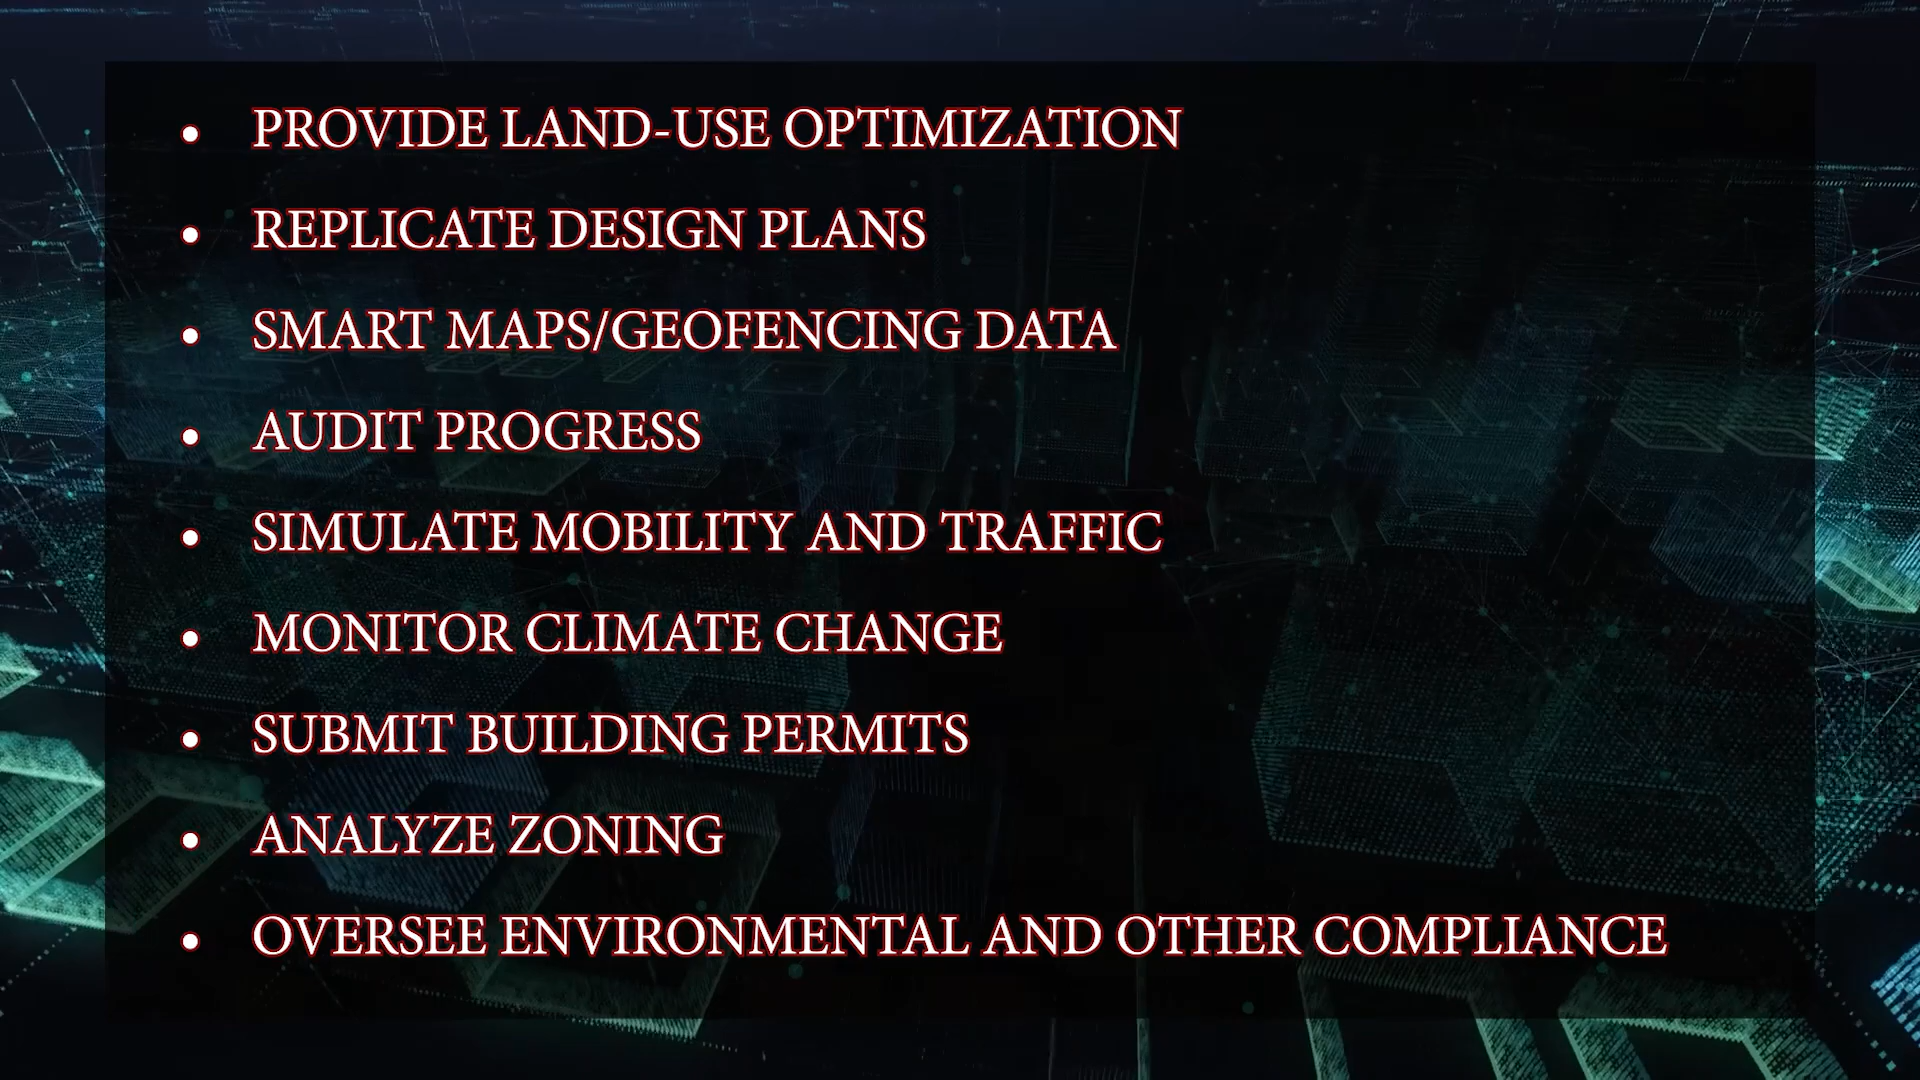 • PROVIDE LAND-USE OPTIMIZATION
• REPLICATE DESIGN PLANS
• SMART MAPS/GEOFENCING DATA
• AUDIT PROGRESS
• SIMULATE MOBILITY AND TRAFFIC
• MONITOR CLIMATE CHANGE
• SUBMIT BUILDING PERMITS
• ANALYZE ZONING
• OVERSEE ENVIRONMENTAL AND OTHER COMPLIANCE